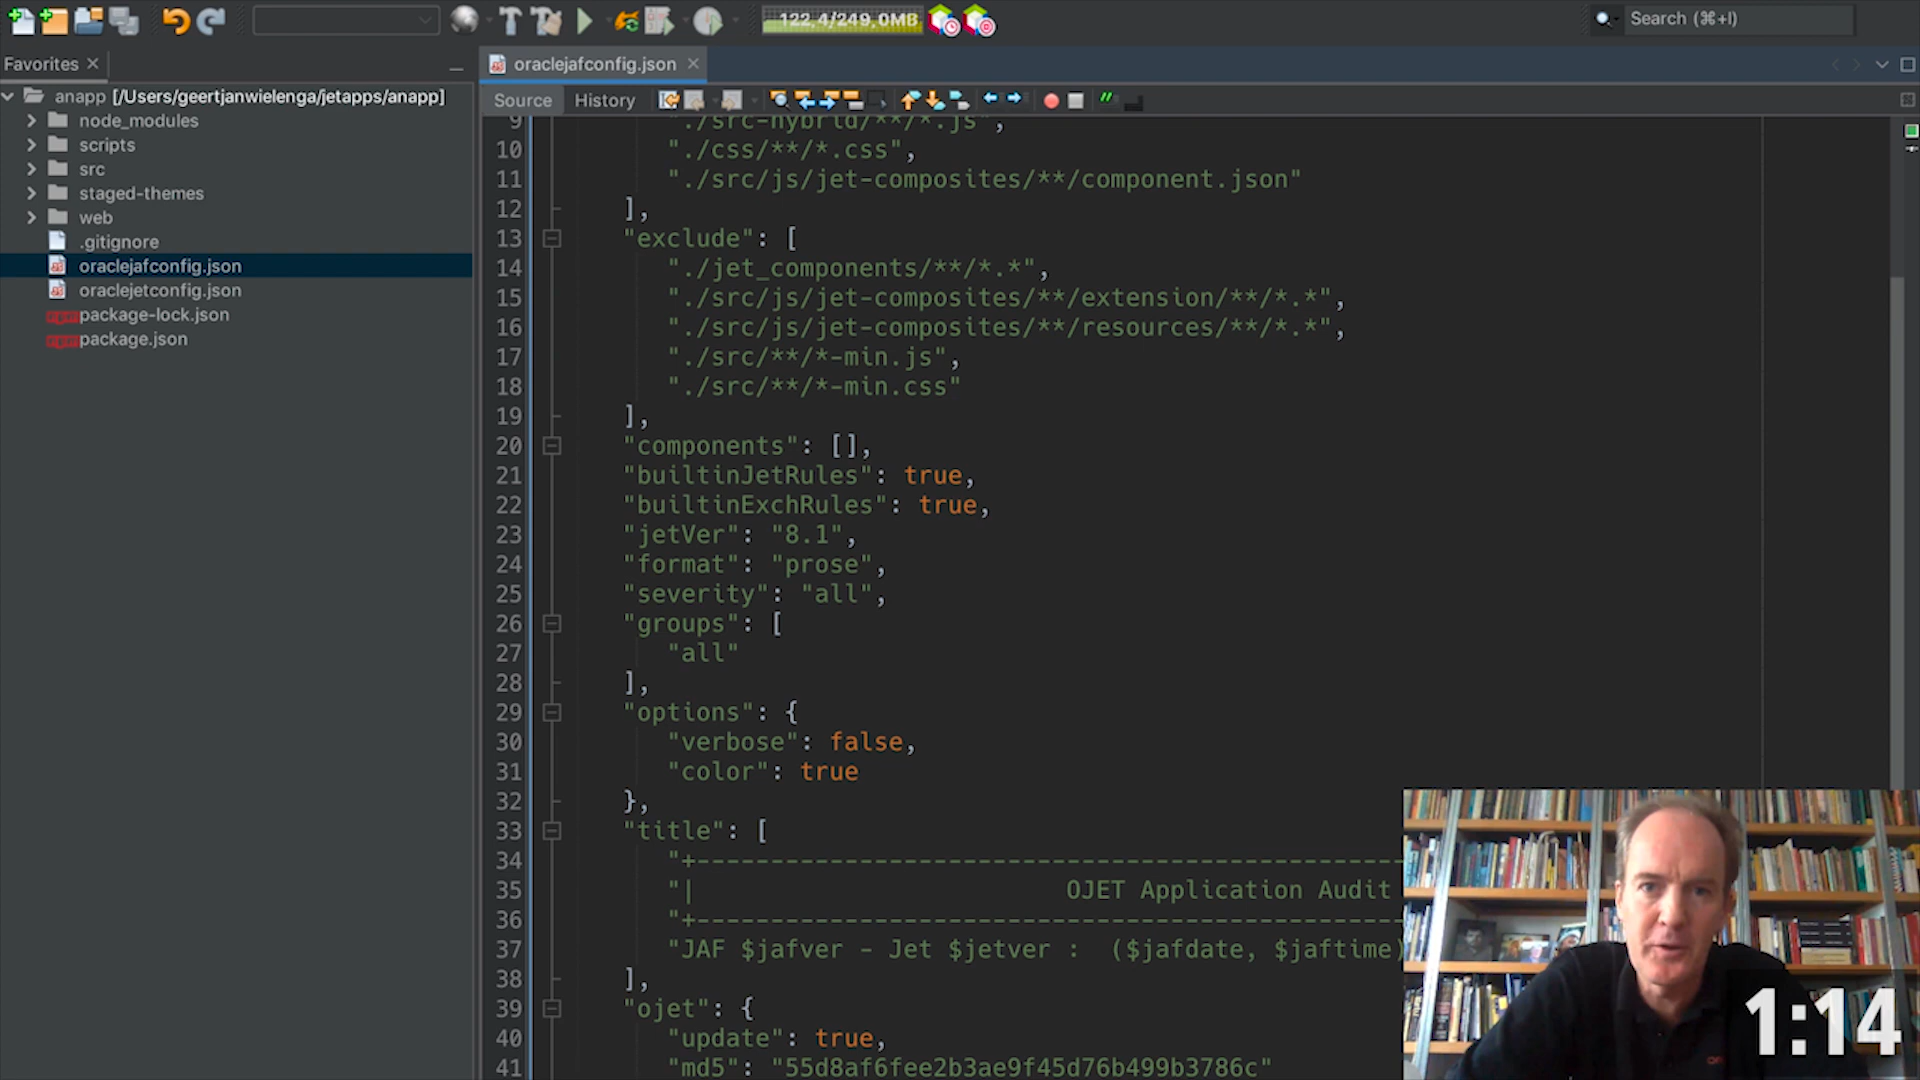 122,4/249,0MB
Search (⌘+I)
Favorites
oraclejafconfig.json
anapp [/Users/geertjanwielenga/jetapps/anapp]
node_modules
scripts
src
staged-themes
web
.gitignore
oraclejafconfig.json
oraclejetconfig.json
package-lock.json
package.json
Source History
9 "./src-hybrid/**/*.js",
10 "./css/**/*.css",
11 "./src/js/jet-composites/**/component.json"
12 ],
13 "exclude": [
14 "./jet_components/**/*.*",
15 "./src/js/jet-composites/**/extension/**/*.*",
16 "./src/js/jet-composites/**/resources/**/*.*",
17 "./src/**/*-min.js",
18 "./src/**/*-min.css"
19 ],
20 "components": [],
21 "builtinJetRules": true,
22 "builtinExchRules": true,
23 "jetVer": "8.1",
24 "format": "prose",
25 "severity": "all",
26 "groups": [
27 "all"
28 ],
29 "options": {
30 "verbose": false,
31 "color": true
32 },
33 "title": [
34 "+------------------------------------------------
35 "| OJET Application Audit
36 "+------------------------------------------------
37 "JAF $jafver - Jet $jetver : ($jafdate, $jaftime)
38 ],
39 "ojet": {
40 "update": true,
41 "md5": "55d8af6fee2b3ae9f45d76b499b3786c"
1:14